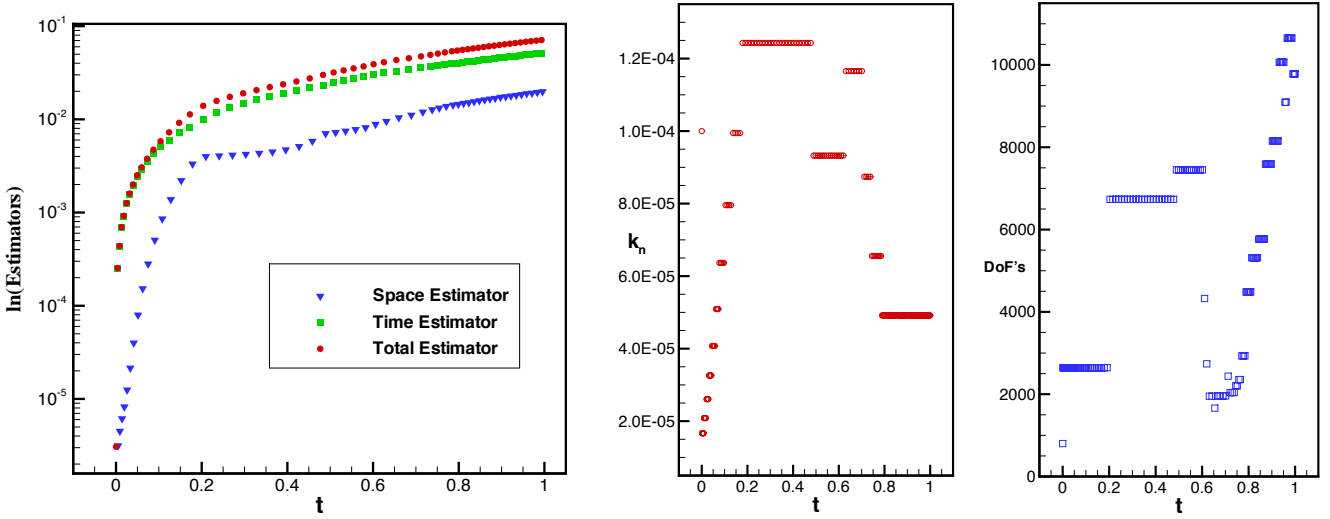 10^-1
10^-2
10^-3
10^-4
10^-5
ln(Estimators)
Space Estimator
Time Estimator
Total Estimator
0 0.2 0.4 0.6 0.8 1
t
1.2E-04
1.0E-04
8.0E-05
6.0E-05
4.0E-05
2.0E-05
k_n
0 0.2 0.4 0.6 0.8 1
t
10000
8000
6000
4000
2000
0
DoF's
0 0.2 0.4 0.6 0.8 1
t